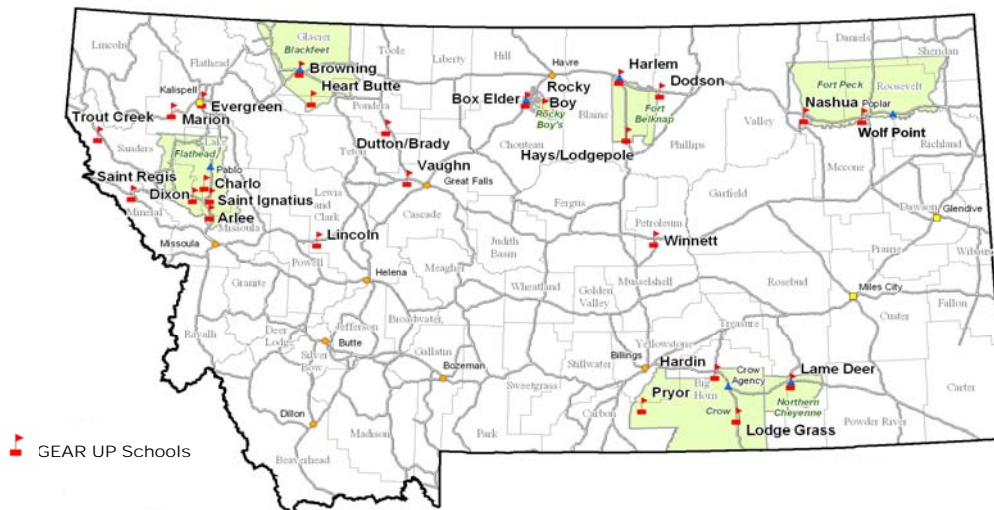 Lincoln
Flathead
Glacier
Blackfeet
Toole
Liberty
Hill
Havre
Daniels
Sheridan
Browning
Heart Butte
Pondera
Rocky
Boy
Rocky
Boy's
Box Elder
Blaine
Harlem
Dodson
Fort
Belknap
Fort Peck
Roosevelt
Nashua
Poplar
Wolf Point
Valley
Richland
Kalispell
Evergreen
Marion
Trout Creek
Sanders
Lake
Flathead
Pablo
Teton
Dutton/Brady
Chouteau
Hays/Lodgepole
Phillips
Mccone
Vaughn
Great Falls
Saint Regis
Charlo
Dixon
Saint Ignatius
Arlee
Mineral
Missoula
Missoula
Lewis
and
Clark
Cascade
Fergus
Garfield
Dawson
Glendive
Lincoln
Powell
Judith
Basin
Petroleum
Winnett
Prairie
Wibaux
Granite
Helena
Meagher
Wheatland
Golden
Valley
Musselshell
Rosebud
Miles City
Fallon
Custer
Ravalli
Deer
Lodge
Jefferson
Butte
Silver
Bow
Broadwater
Gallatin
Bozeman
Treasure
Yellowstone
Billings
Hardin
Stillwater
Sweetgrass
Crow
Agency
Big
Horn
Lame Deer
Carter
Dillon
Madison
Park
Carbon
Pryor
Crow
Northern
Cheyenne
Powder River
Lodge Grass
Beaverhead
GEAR UP Schools